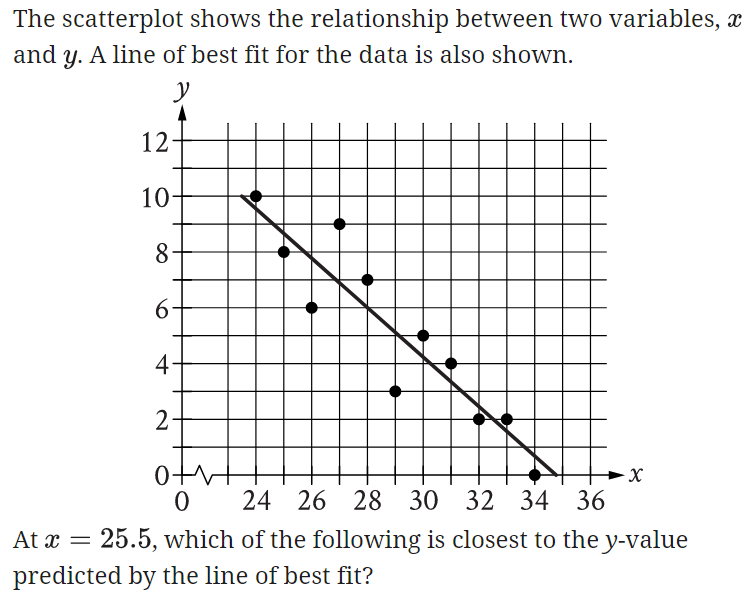 The scatterplot shows the relationship between two variables, x
and y. A line of best fit for the data is also shown.
y
12
10
8
6
4
2
0
x
0 24 26 28 30 32 34 36
At x = 25.5, which of the following is closest to the y-value
predicted by the line of best fit?